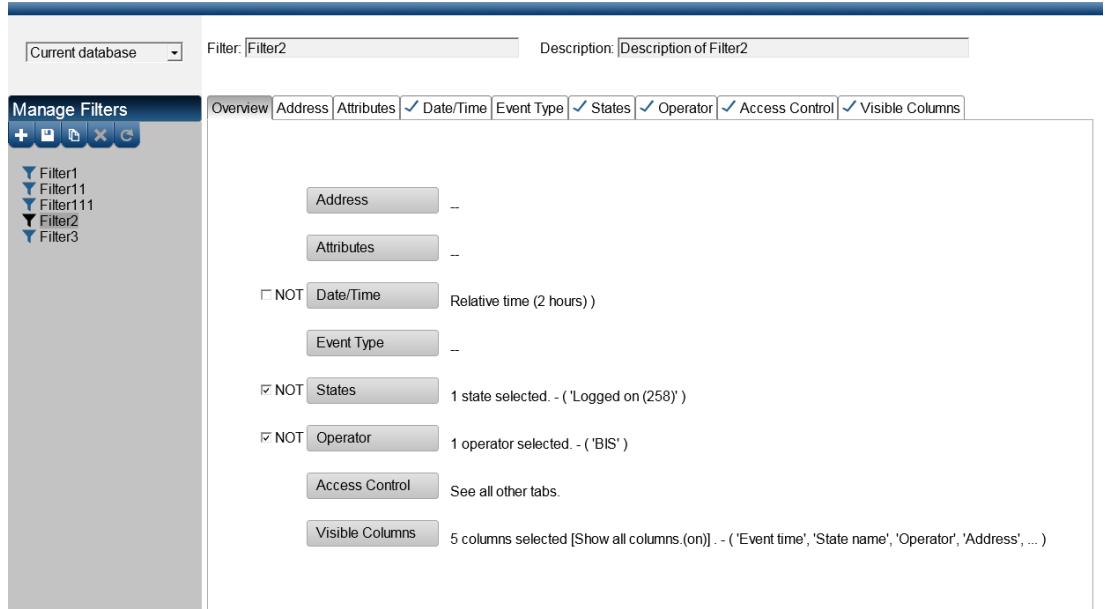 Current database
Filter: Filter2
Description: Description of Filter2
Manage Filters
Filter1
Filter11
Filter111
Filter2
Filter3
Overview Address Attributes Date/Time Event Type States Operator Access Control Visible Columns
Address --
Attributes --
NOT Date/Time Relative time (2 hours) )
Event Type --
NOT States 1 state selected. - ( 'Logged on (258)' )
NOT Operator 1 operator selected. - ( 'BIS' )
Access Control See all other tabs.
Visible Columns 5 columns selected [Show all columns.(on)] . - ( 'Event time', 'State name', 'Operator', 'Address', ... )